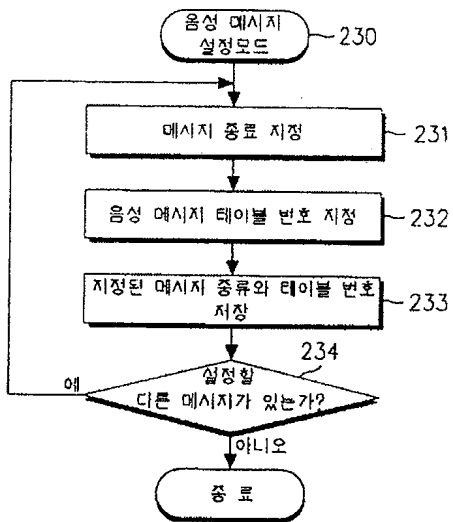 음성 메시지
설정모드
230
메시지 종류 지정
231
음성 메시지 테이블 번호 지정
232
지정된 메시지 종류와 테이블 번호
저장
233
234
설정할
다른 메시지가 있는가?
예
아니오
종료